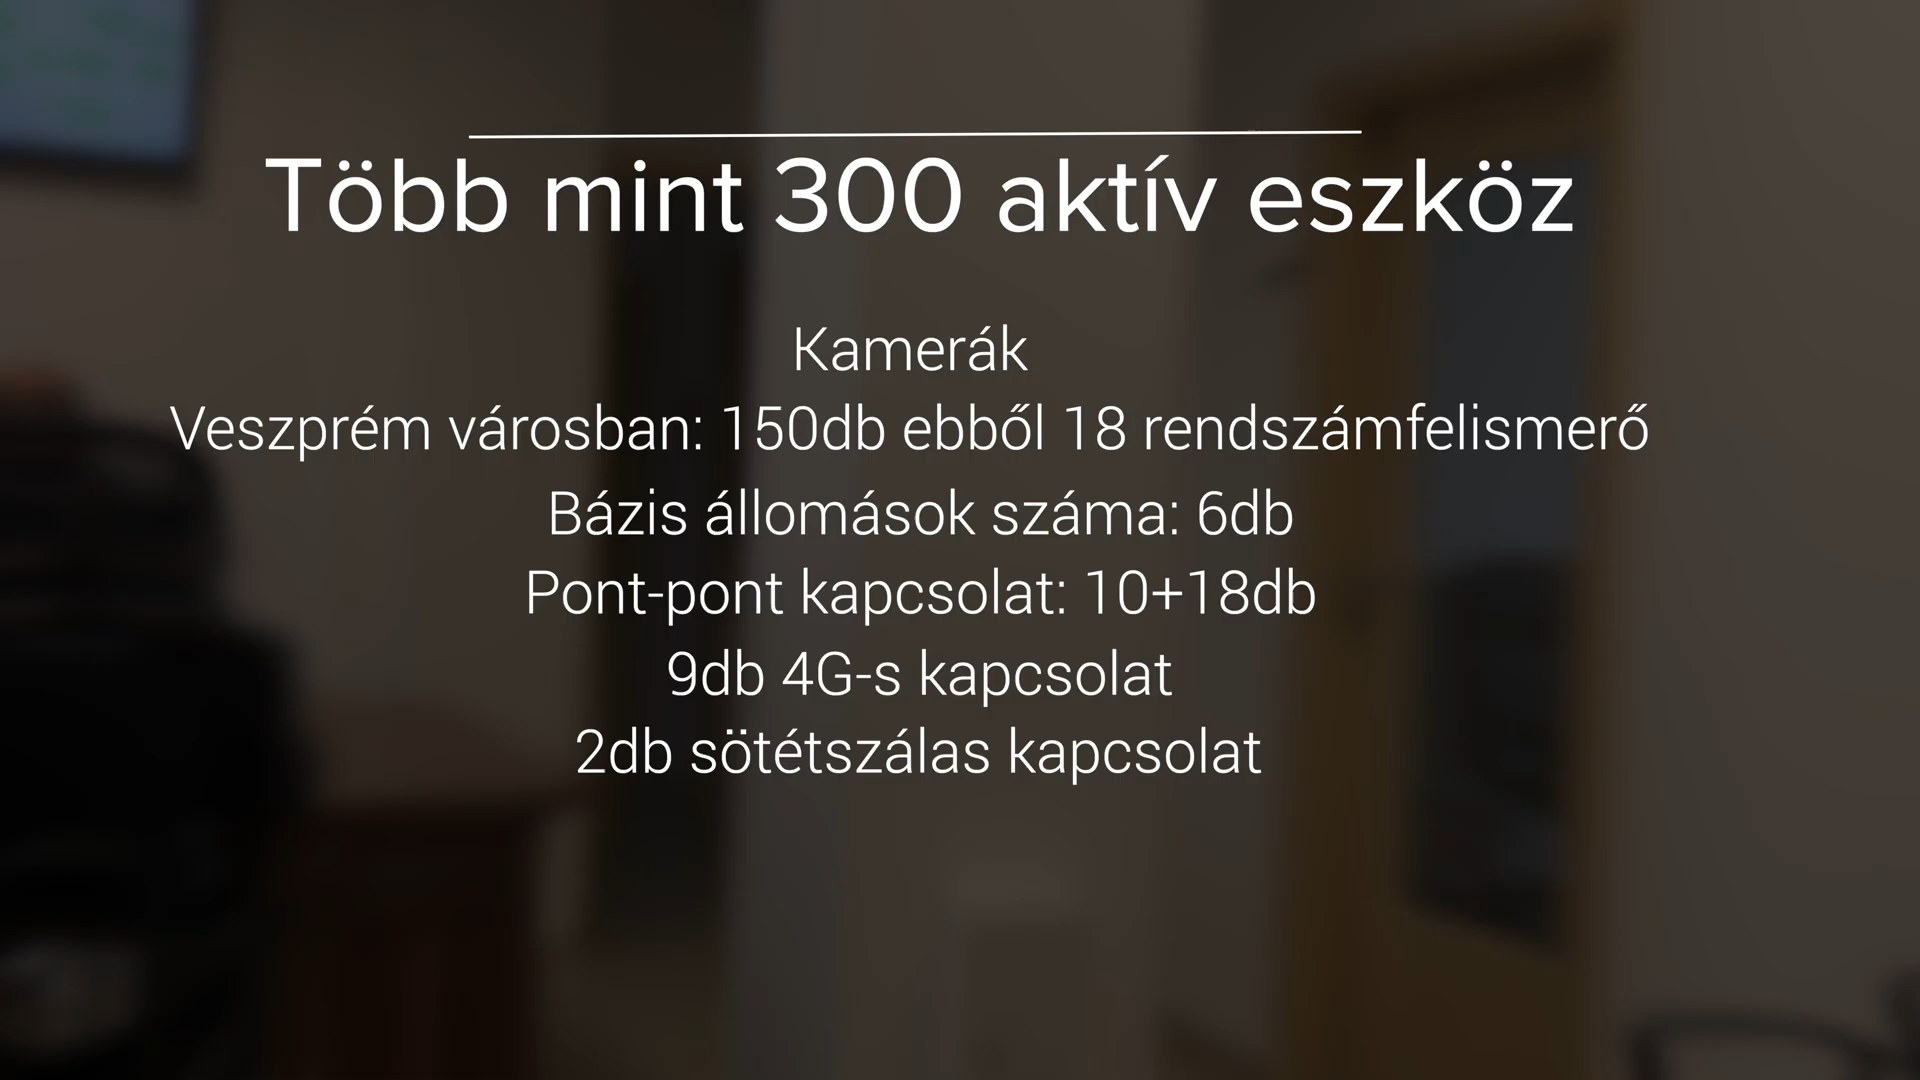 Több mint 300 aktív eszköz
Kamerák
Veszprém városban: 150db ebből 18 rendszámfelismerő
Bázis állomások száma: 6db
Pont-pont kapcsolat: 10+18db
9db 4G-s kapcsolat
2db sötétszálas kapcsolat